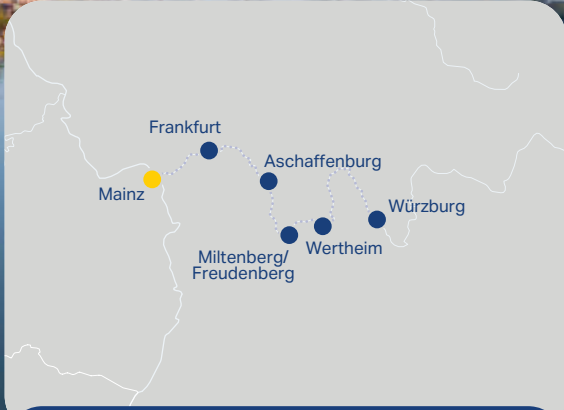 Frankfurt
Aschaffenburg
Mainz
Würzburg
Miltenberg/
Freudenberg
Wertheim